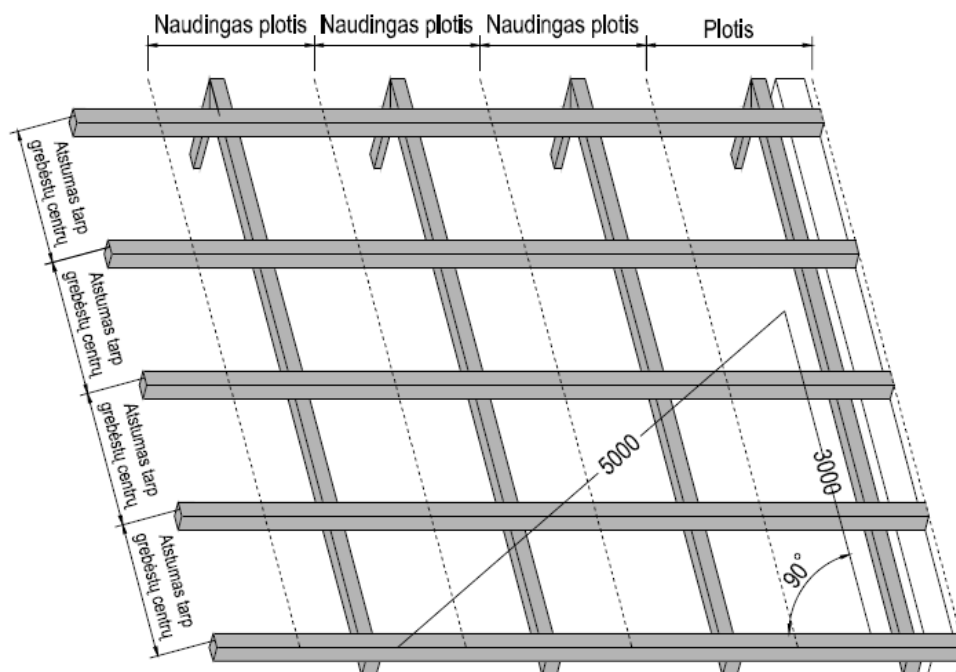 Naudingas plotis
Naudingas plotis
Naudingas plotis
Plotis
Atstumas tarp
grebėstų centrų
Atstumas tarp
grebėstų centrų
Atstumas tarp
grebėstų centrų
Atstumas tarp
grebėstų centrų
5000
3000
90°